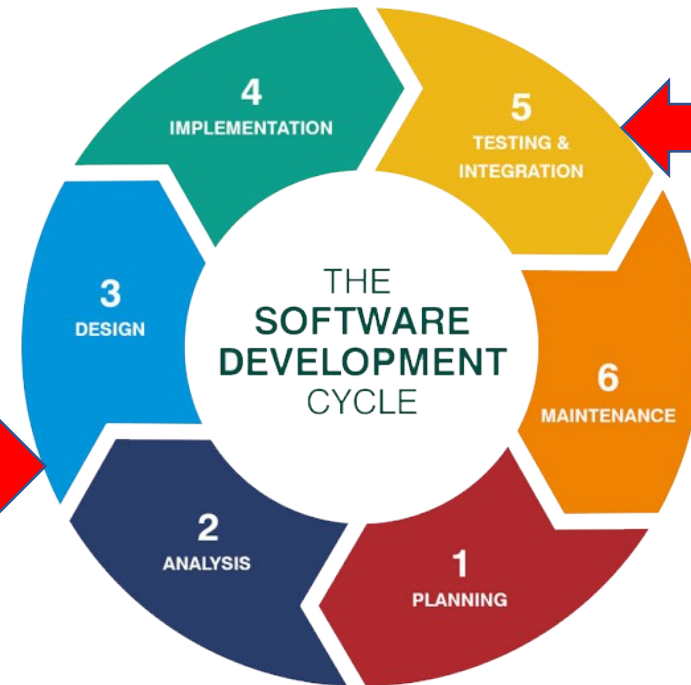 4
IMPLEMENTATION
5
TESTING &
INTEGRATION
3
DESIGN
THE
SOFTWARE
DEVELOPMENT
CYCLE
6
MAINTENANCE
2
ANALYSIS
1
PLANNING